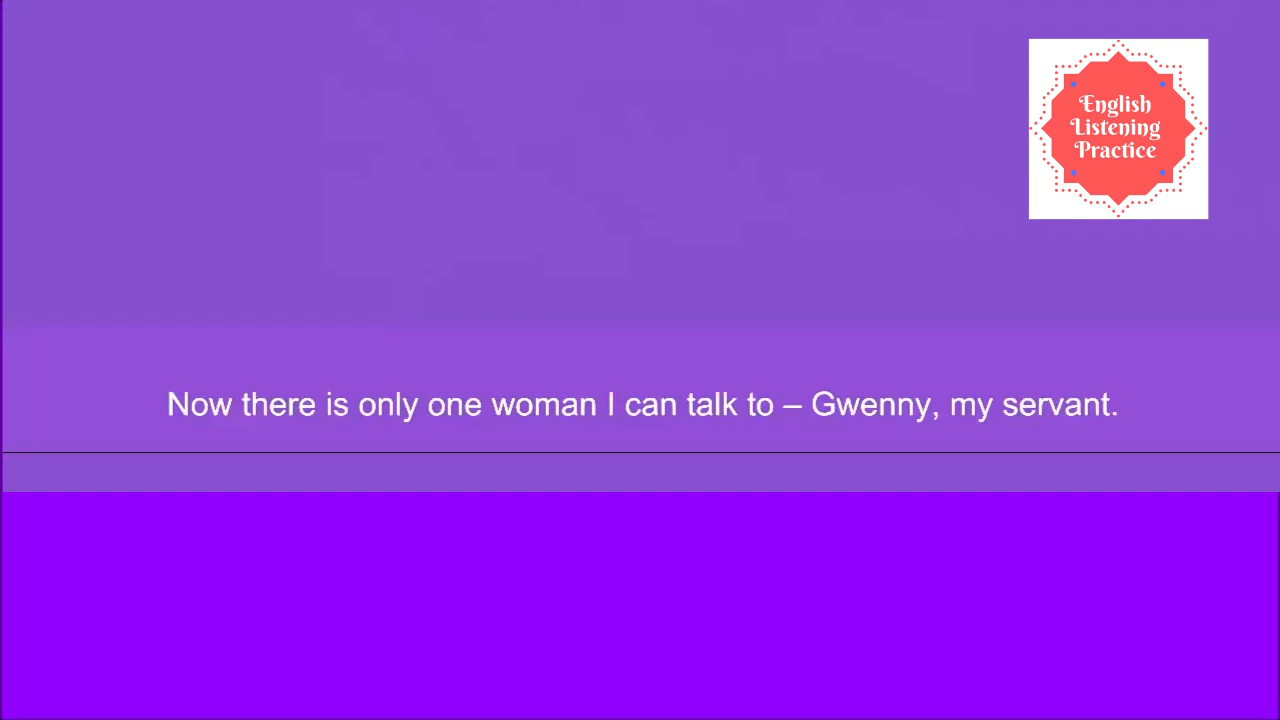 English
Listening
Practice
Now there is only one woman I can talk to – Gwenny, my servant.